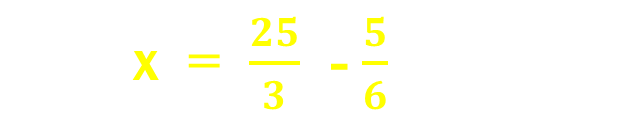 x = 25/3 - 5/6